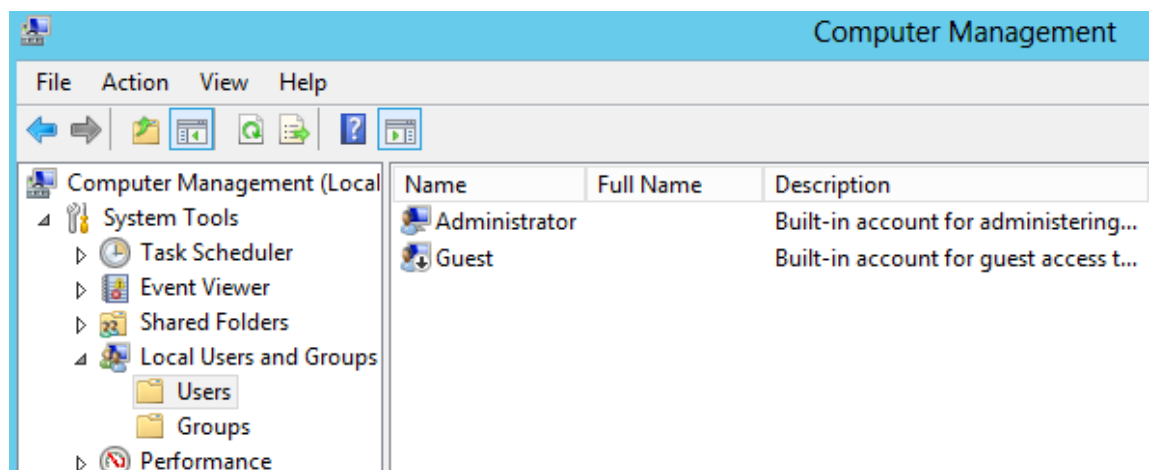 Computer Management
File Action View Help
Computer Management (Local
System Tools
Task Scheduler
Event Viewer
Shared Folders
Local Users and Groups
Users
Groups
Performance
Name Full Name Description
Administrator Built-in account for administering...
Guest Built-in account for guest access t...